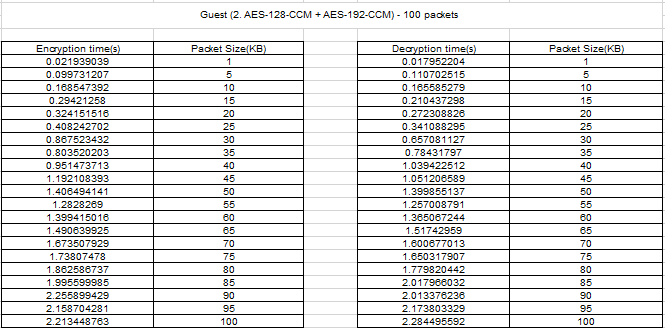 Guest (2. AES-128-CCM + AES-192-CCM) - 100 packets
Encryption time(s) Packet Size(KB) Decryption time(s) Packet Size(KB)
0.021939039 1 0.017952204 1
0.099731207 5 0.110702515 5
0.168547392 10 0.165585279 10
0.29421258 15 0.210437298 15
0.324151516 20 0.272308826 20
0.408242702 25 0.341088295 25
0.867523432 30 0.657081127 30
0.803520203 35 0.78431797 35
0.951473713 40 1.039422512 40
1.192108393 45 1.051206589 45
1.406494141 50 1.399855137 50
1.2828269 55 1.257008791 55
1.399415016 60 1.365067244 60
1.490639925 65 1.51742959 65
1.673507929 70 1.600677013 70
1.73807478 75 1.650317907 75
1.862586737 80 1.779820442 80
1.995599985 85 2.017966032 85
2.255899429 90 2.013376236 90
2.158704281 95 2.173803329 95
2.213448763 100 2.284495592 100